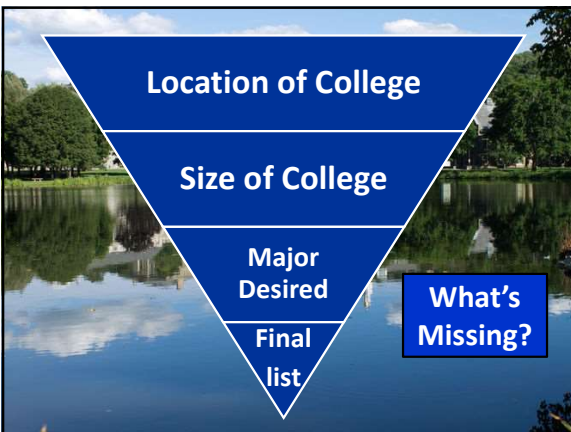 Location of College
Size of College
Major
Desired
Final
list
What's
Missing?